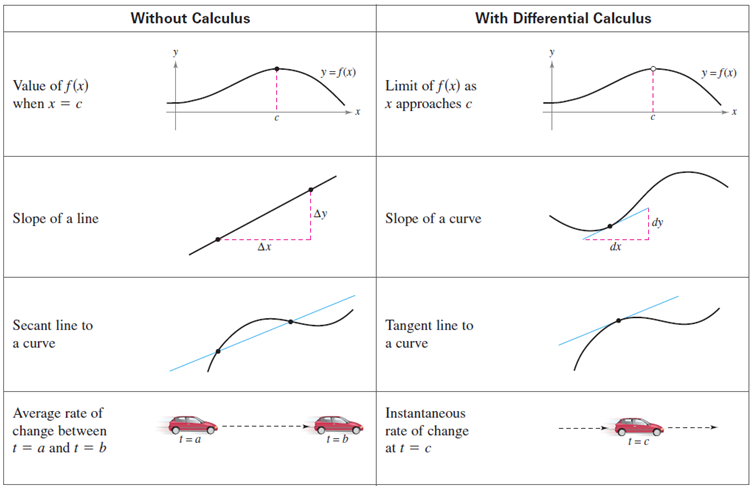 Without Calculus
With Differential Calculus
Value of f(x)
when x = c
y
y = f(x)
x
c
Limit of f(x) as
x approaches c
y
y = f(x)
x
c
Slope of a line
Δy
Δx
Slope of a curve
dy
dx
Secant line to
a curve
Tangent line to
a curve
Average rate of
change between
t = a and t = b
t = a
t = b
Instantaneous
rate of change
at t = c
t = c